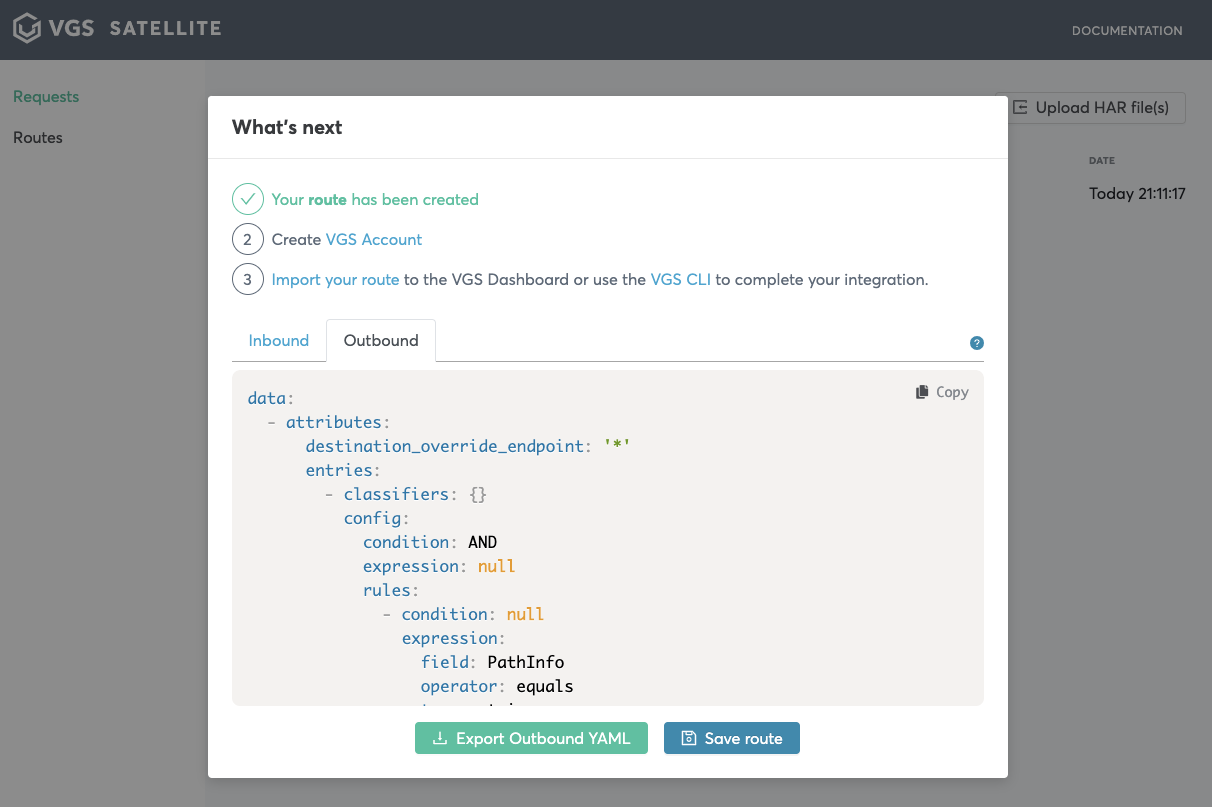 VGS SATELLITE
DOCUMENTATION
Requests
Routes
Upload HAR file(s)
DATE
Today 21:11:17
What's next
Your route has been created
2 Create VGS Account
3 Import your route to the VGS Dashboard or use the VGS CLI to complete your integration.
Inbound
Outbound
?
Copy
data:
- attributes:
destination_override_endpoint: '*'
entries:
- classifiers: {}
config:
condition: AND
expression: null
rules:
- condition: null
expression:
field: PathInfo
operator: equals
Export Outbound YAML
Save route